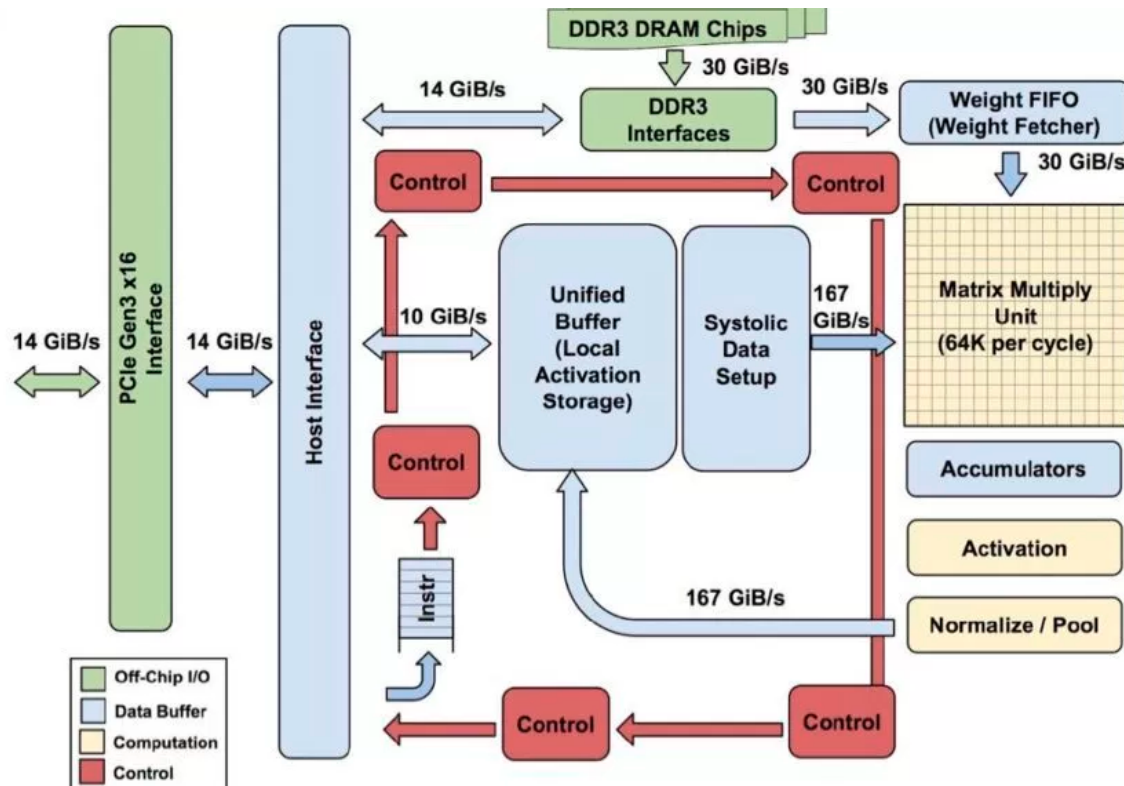 DDR3 DRAM Chips
30 GiB/s
14 GiB/s
DDR3
Interfaces
30 GiB/s
Weight FIFO
(Weight Fetcher)
30 GiB/s
Control
Control
PCIe Gen3 x16
Interface
14 GiB/s
14 GiB/s
Host Interface
10 GiB/s
Unified
Buffer
(Local
Activation
Storage)
Systolic
Data
Setup
167
GiB/s
Matrix Multiply
Unit
(64K per cycle)
Control
Accumulators
Activation
Instr
167 GiB/s
Normalize / Pool
Control
Control
Off-Chip I/O
Data Buffer
Computation
Control